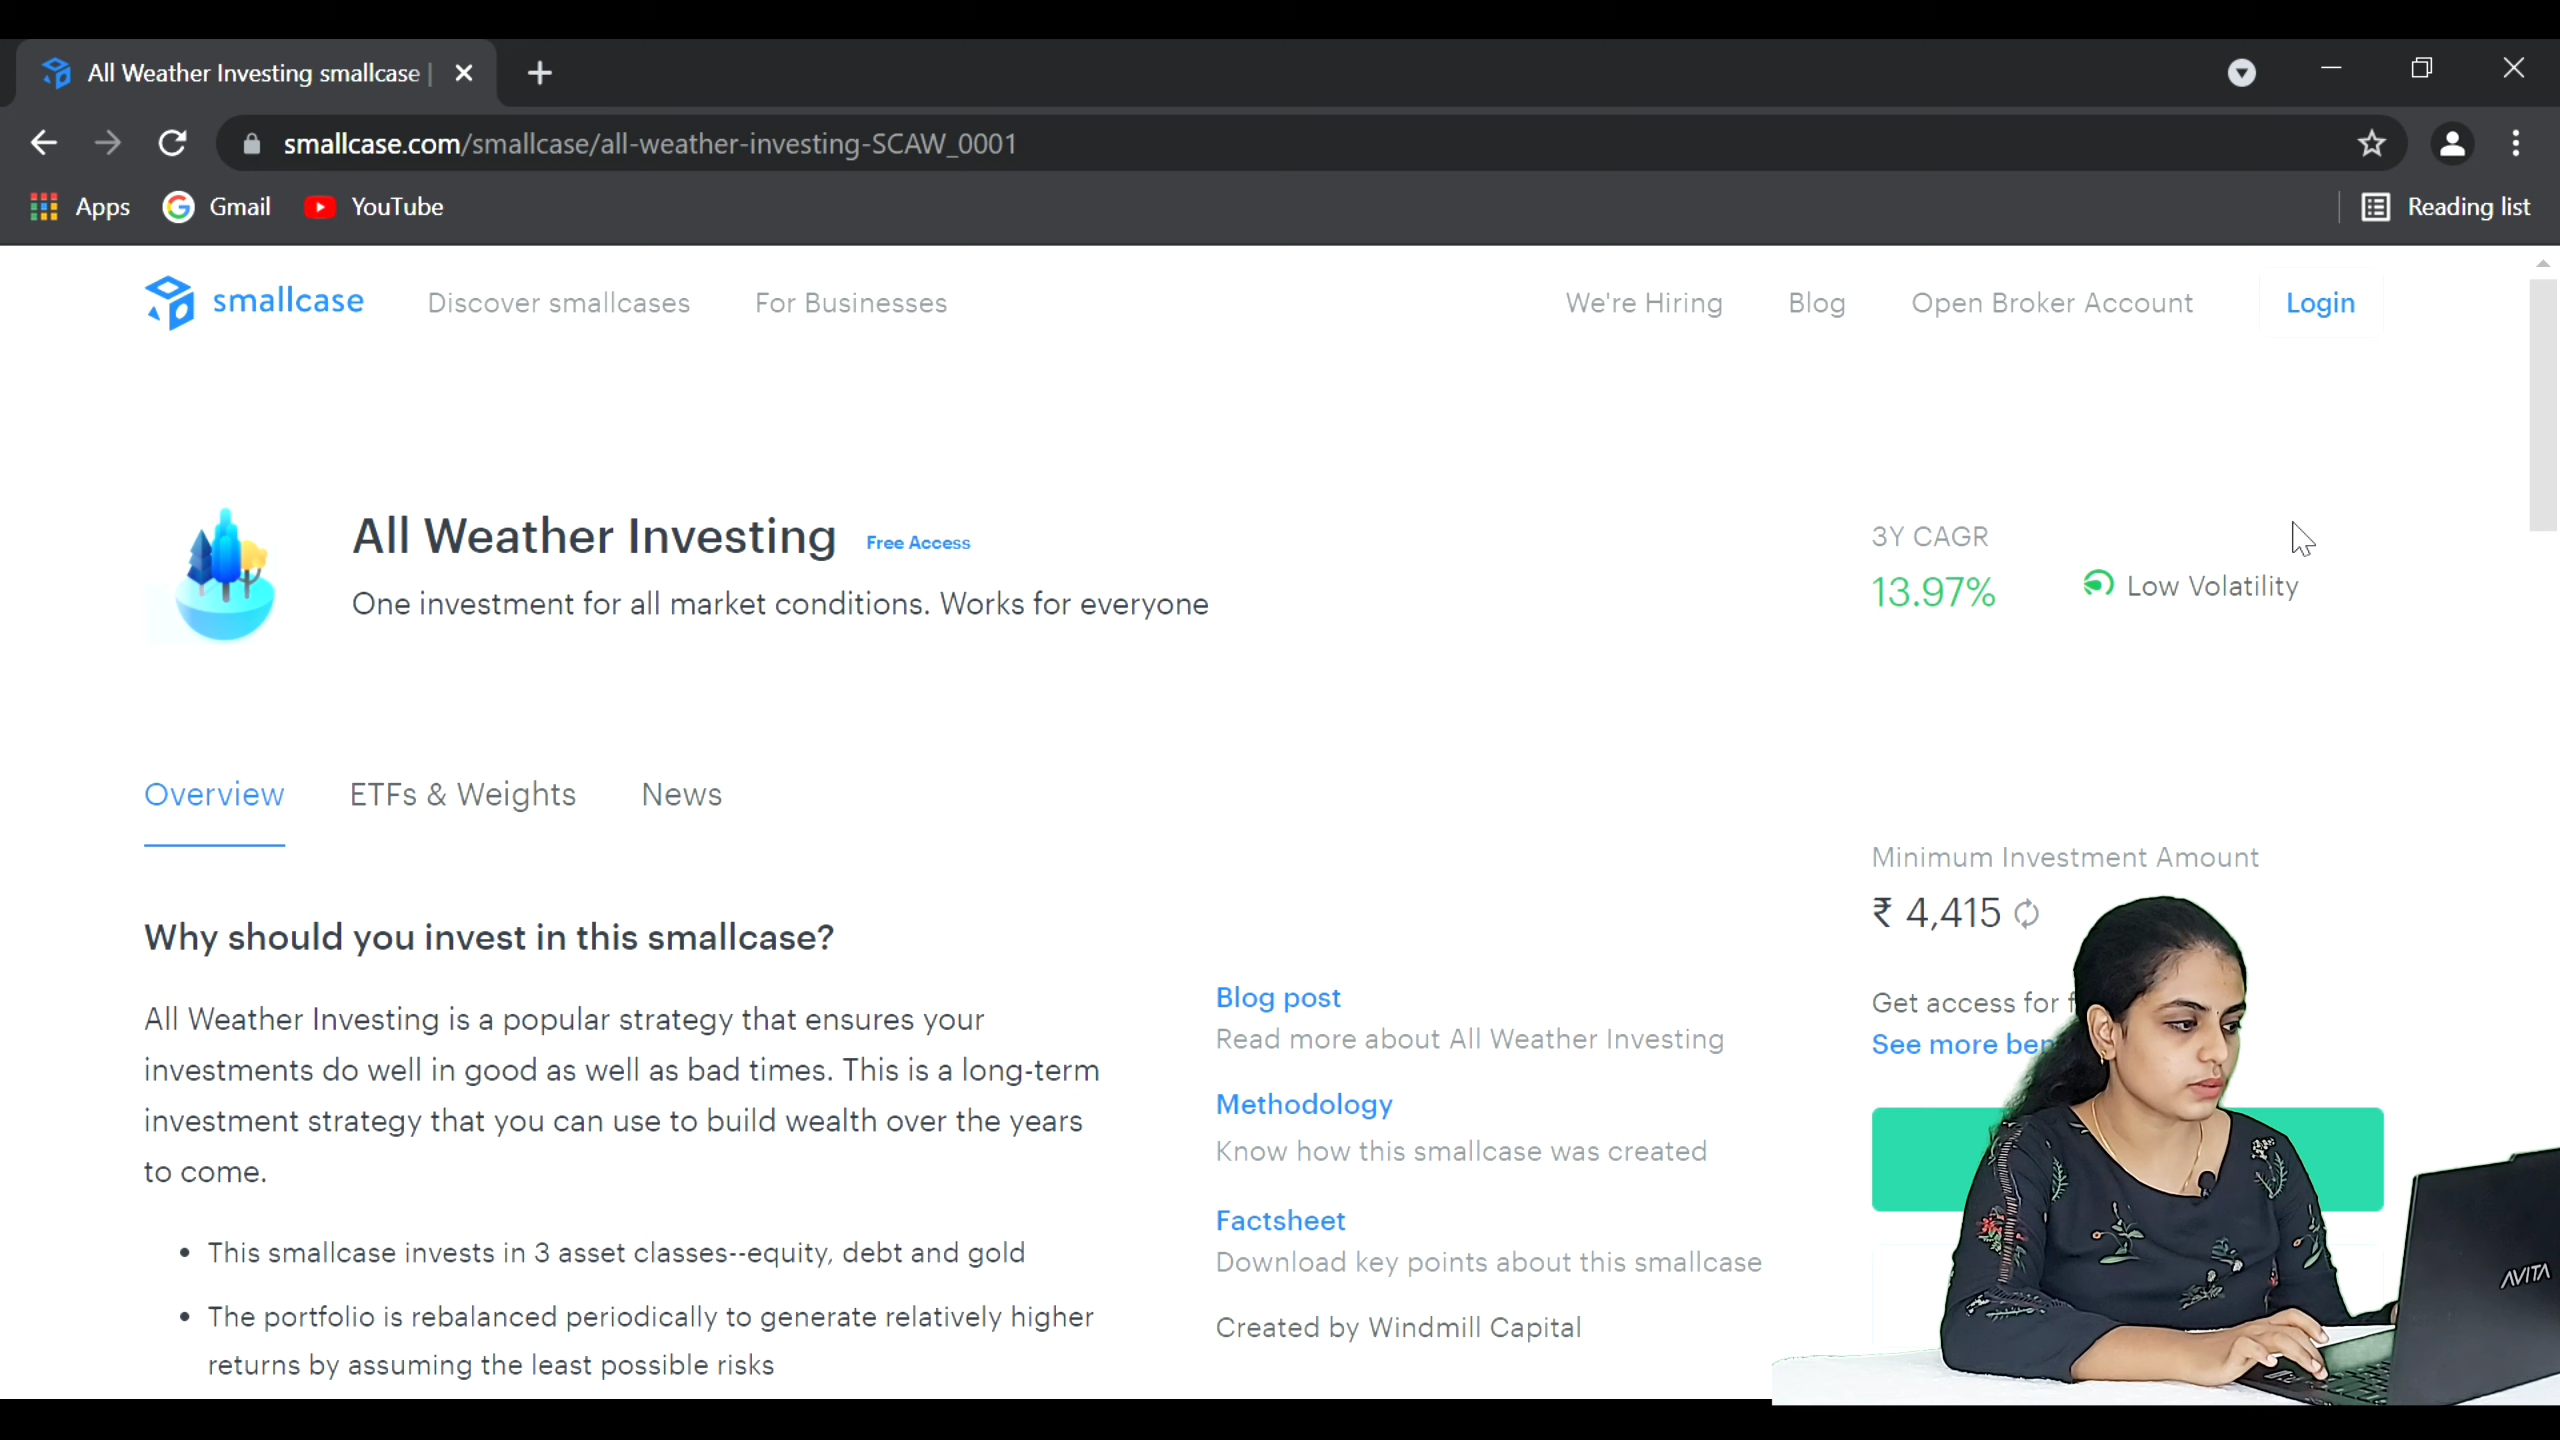 All Weather Investing smallcase |
smallcase.com/smallcase/all-weather-investing-SCAW_0001
Apps
Gmail
YouTube
Reading list
smallcase
Discover smallcases
For Businesses
We're Hiring
Blog
Open Broker Account
Login
All Weather Investing
Free Access
One investment for all market conditions. Works for everyone
3Y CAGR
13.97%
Low Volatility
Overview
ETFs & Weights
News
Minimum Investment Amount
₹ 4,415
Why should you invest in this smallcase?
All Weather Investing is a popular strategy that ensures your
investments do well in good as well as bad times. This is a long-term
investment strategy that you can use to build wealth over the years
to come.
• This smallcase invests in 3 asset classes--equity, debt and gold
• The portfolio is rebalanced periodically to generate relatively higher
returns by assuming the least possible risks
Blog post
Read more about All Weather Investing
Methodology
Know how this smallcase was created
Factsheet
Download key points about this smallcase
Created by Windmill Capital
Get access for
See more
AVITA